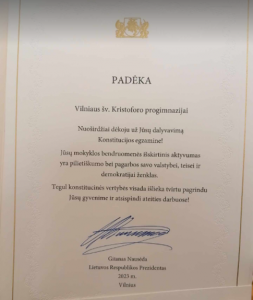 PADĖKA
Vilniaus šv. Kristoforo progimnazijai
Nuoširdžiai dėkoju už Jūsų dalyvavimą
Konstitucijos egzamine!
Jūsų mokyklos bendruomenės išskirtinis aktyvumas
yra pilietiškumo bei pagarbos savo valstybei, teisei ir
demokratijai ženklas.
Tegul konstitucinės vertybės visada išlieka tvirtu pagrindu
Jūsų gyvenime ir atsispindi ateities darbuose!
Gitanas Nausėda
Lietuvos Respublikos Prezidentas
2023 m.
Vilnius